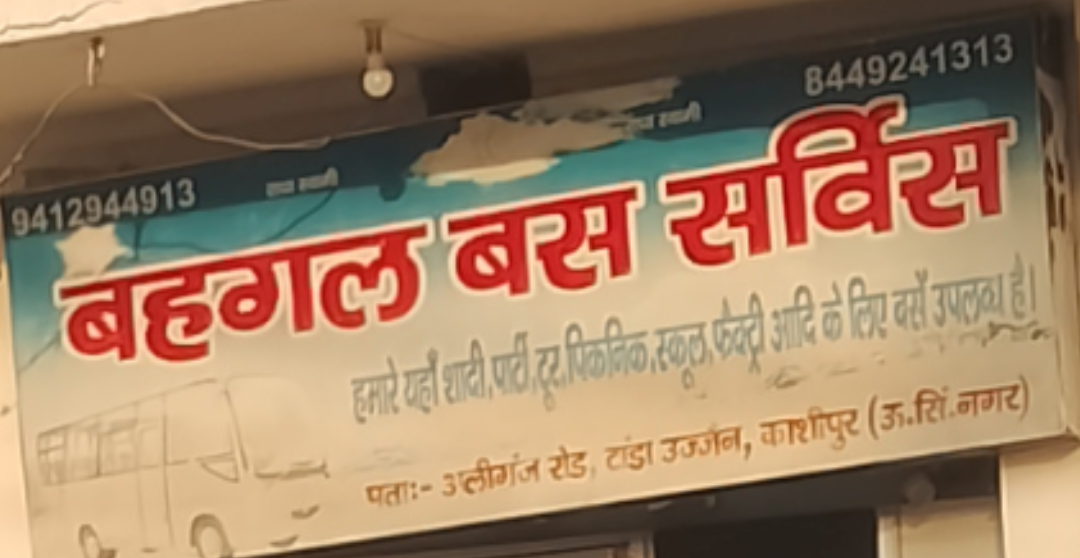 9412944913 राधा स्वामी राधा स्वामी 8449241313
बहगल बस सर्विस
हमारे यहाँ शादी, पार्टी, टूर, पिकनिक, स्कूल, फैक्ट्री आदि के लिए बसें उपलब्ध है।
पताः- अलीगंज रोड, टांडा उज्जैन, काशीपुर (ऊ.सिं.नगर)